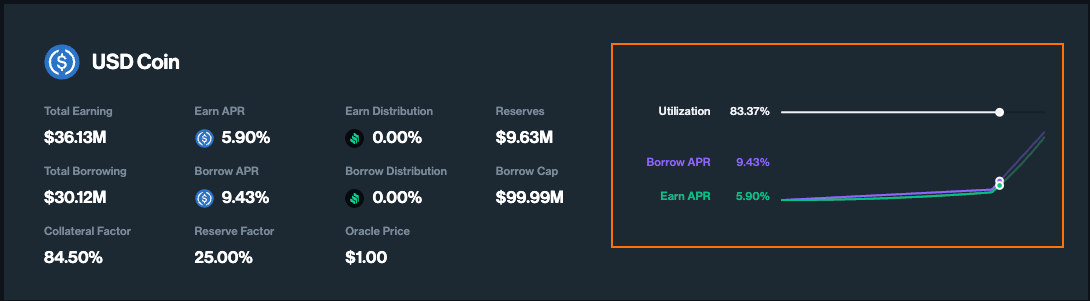 USD Coin
Total Earning Earn APR Earn Distribution Reserves
$36.13M 5.90% 0.00% $9.63M
Total Borrowing Borrow APR Borrow Distribution Borrow Cap
$30.12M 9.43% 0.00% $99.99M
Collateral Factor Reserve Factor Oracle Price
84.50% 25.00% $1.00
Utilization 83.37%
Borrow APR 9.43%
Earn APR 5.90%